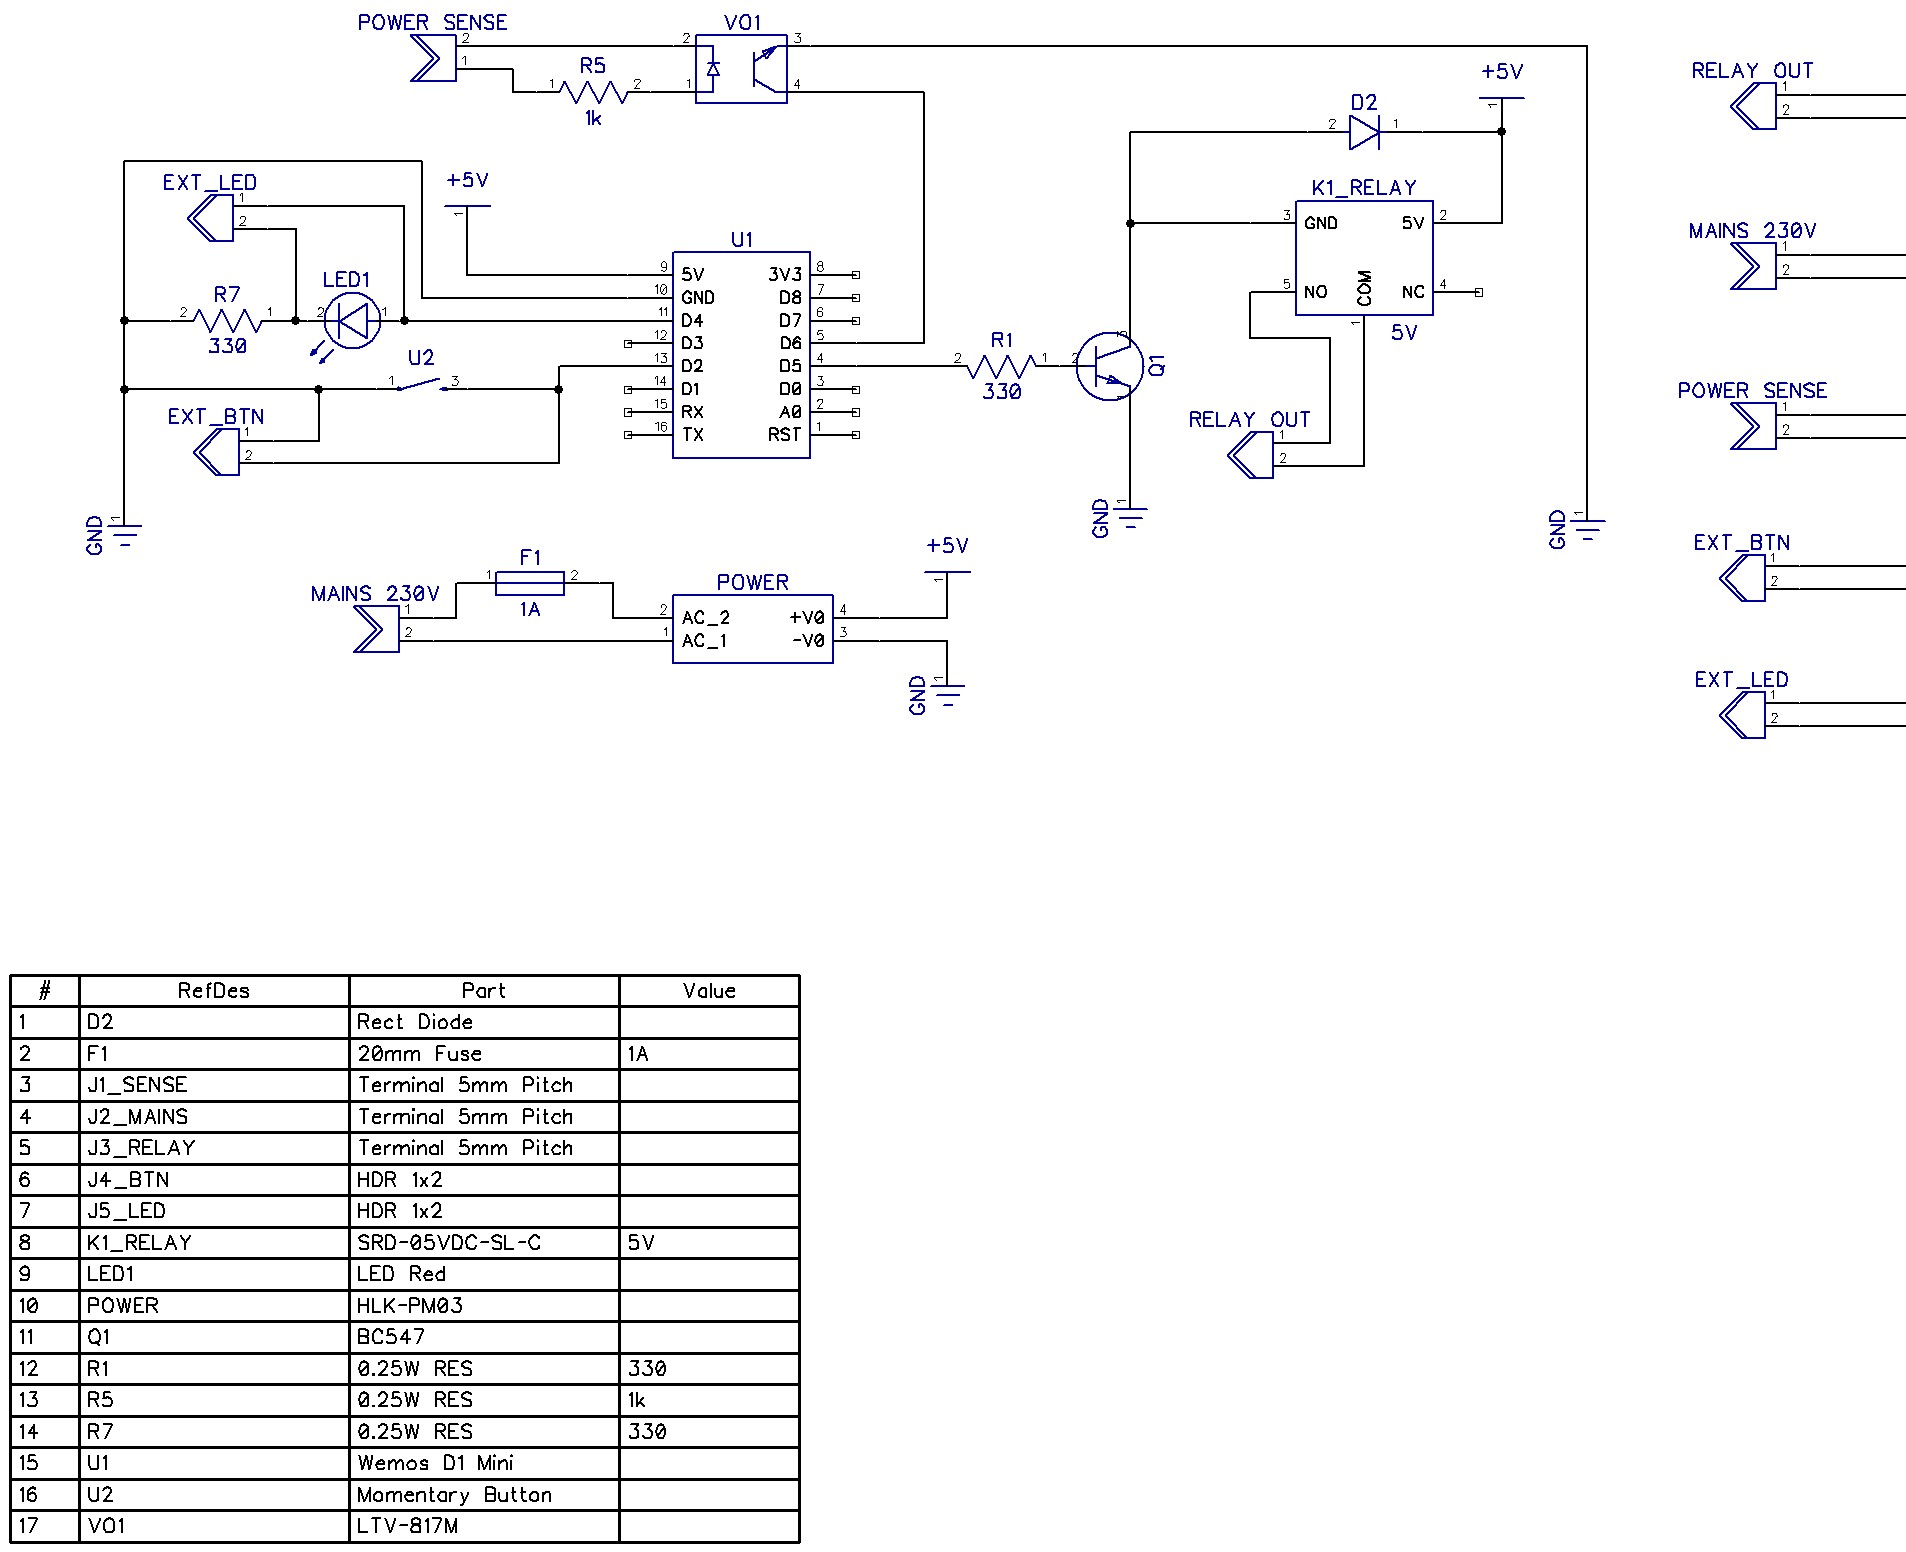 POWER SENSE
2
1
R5
1 2
1k
VO1
2 3
1 4
+5V
1
D2
2 1
K1_RELAY
3 GND 5V 2
5 NO COM NC 4
1
5V
RELAY OUT
1
2
EXT_LED
1
2
+5V
1
U1
9 5V 3V3 8
10 GND D8 7
11 D4 D7 6
12 D3 D6 5
13 D2 D5 4
14 D1 D0 3
15 RX A0 2
16 TX RST 1
R7
2 1
330
LED1
2 1
U2
1 3
EXT_BTN
1
2
GND 1
R1
2 1
330
Q1
2
3
1
GND 1
GND 1
MAINS 230V
1
2
F1
1 2
1A
POWER
2 AC_2 +V0 4
1 AC_1 -V0 3
+5V
1
GND 1
RELAY OUT
1
2
MAINS 230V
1
2
POWER SENSE
1
2
EXT_BTN
1
2
EXT_LED
1
2
# RefDes Part Value
1 D2 Rect Diode
2 F1 20mm Fuse 1A
3 J1_SENSE Terminal 5mm Pitch
4 J2_MAINS Terminal 5mm Pitch
5 J3_RELAY Terminal 5mm Pitch
6 J4_BTN HDR 1x2
7 J5_LED HDR 1x2
8 K1_RELAY SRD-05VDC-SL-C 5V
9 LED1 LED Red
10 POWER HLK-PM03
11 Q1 BC547
12 R1 0.25W RES 330
13 R5 0.25W RES 1k
14 R7 0.25W RES 330
15 U1 Wemos D1 Mini
16 U2 Momentary Button
17 VO1 LTV-817M